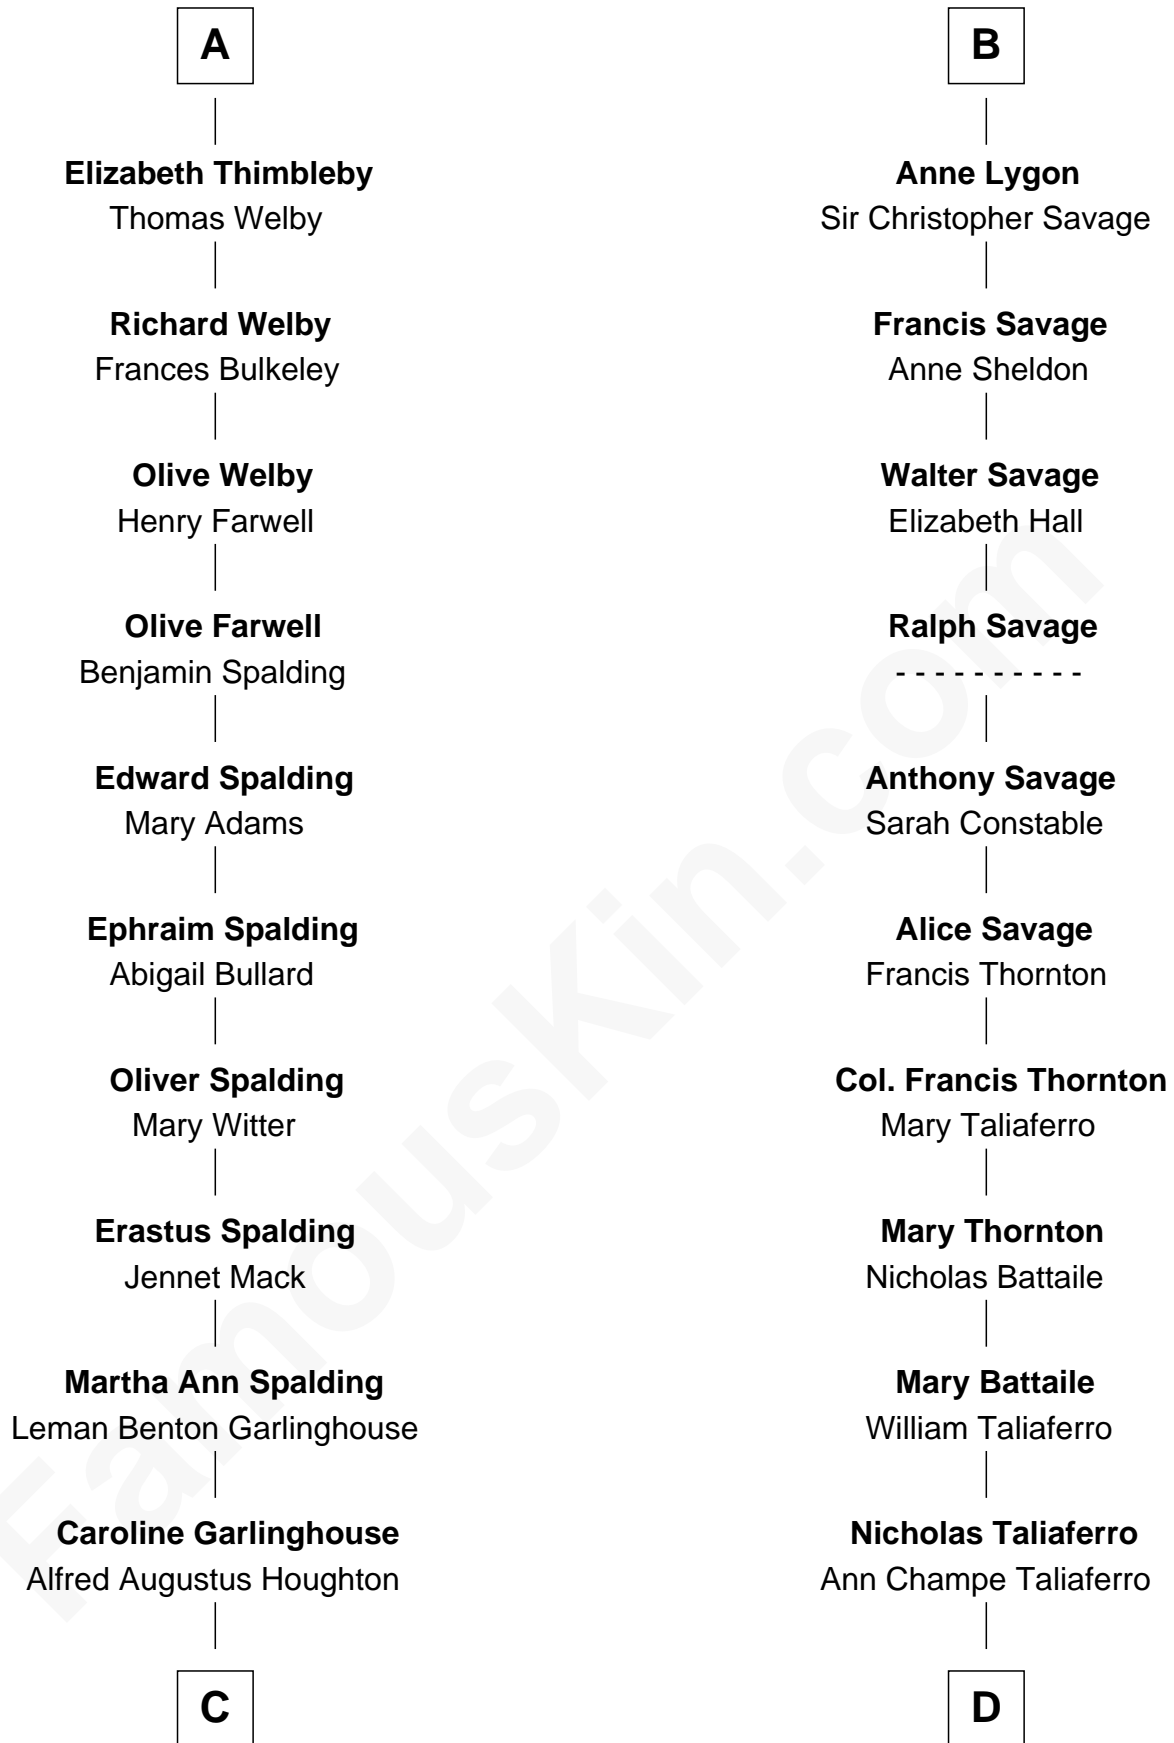 A
Elizabeth Thimbleby
Thomas Welby
Richard Welby
Frances Bulkeley
Olive Welby
Henry Farwell
Olive Farwell
Benjamin Spalding
Edward Spalding
Mary Adams
Ephraim Spalding
Abigail Bullard
Oliver Spalding
Mary Witter
Erastus Spalding
Jennet Mack
Martha Ann Spalding
Leman Benton Garlinghouse
Caroline Garlinghouse
Alfred Augustus Houghton
C
B
Anne Lygon
Sir Christopher Savage
Francis Savage
Anne Sheldon
Walter Savage
Elizabeth Hall
Ralph Savage
- - - - - - - - - -
Anthony Savage
Sarah Constable
Alice Savage
Francis Thornton
Col. Francis Thornton
Mary Taliaferro
Mary Thornton
Nicholas Battaile
Mary Battaile
William Taliaferro
Nicholas Taliaferro
Ann Champe Taliaferro
D
FamousKin.com